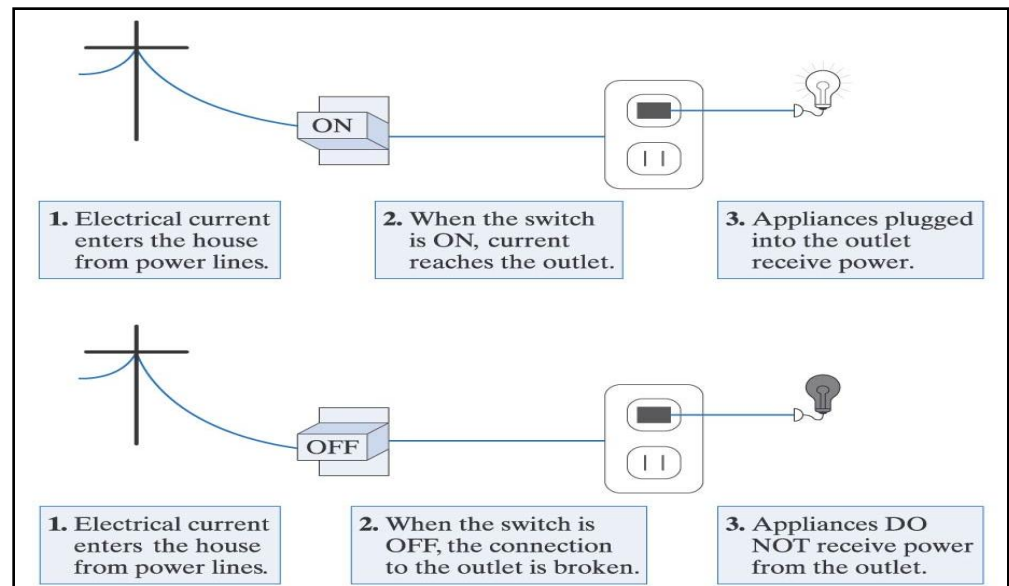 ON
1. Electrical current
enters the house
from power lines.
2. When the switch
is ON, current
reaches the outlet.
3. Appliances plugged
into the outlet
receive power.
OFF
1. Electrical current
enters the house
from power lines.
2. When the switch is
OFF, the connection
to the outlet is broken.
3. Appliances DO
NOT receive power
from the outlet.